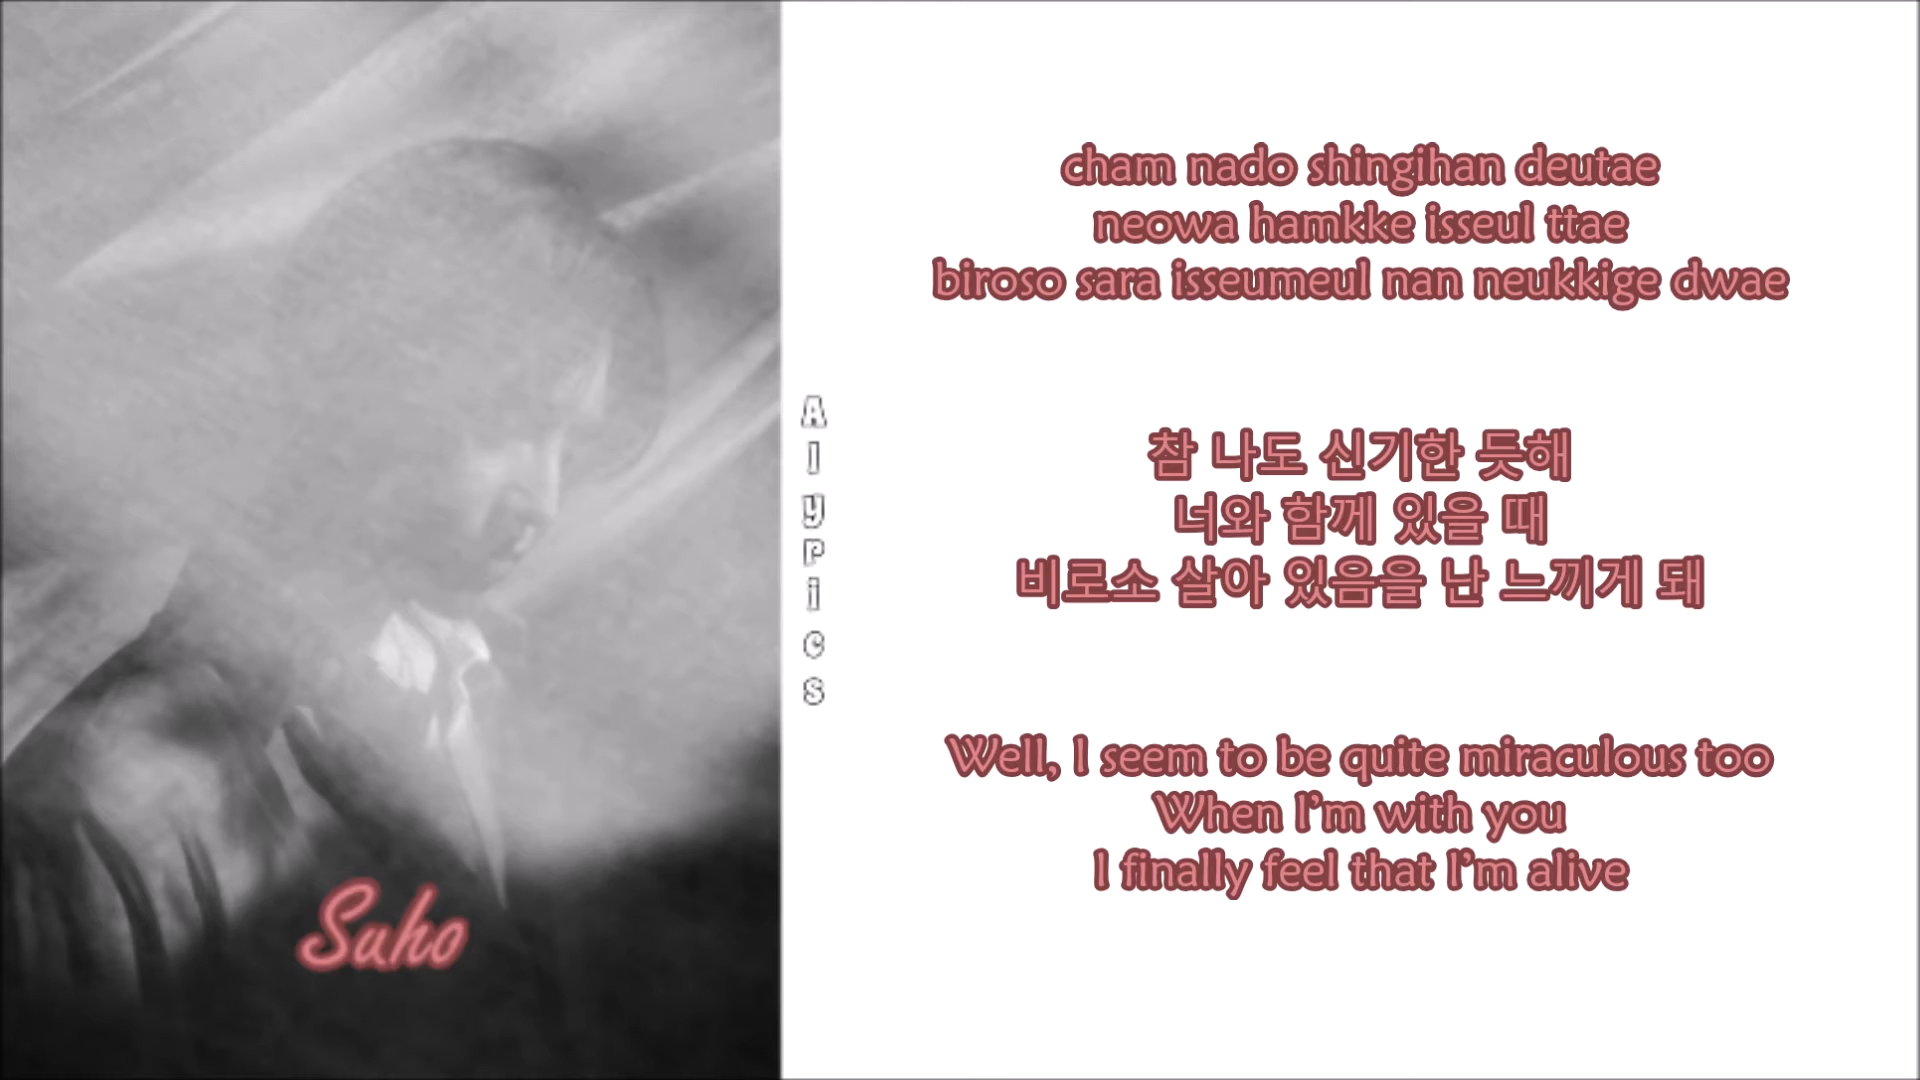 Suho
Alyrics
cham nado shingihan deutae
neowa hamkke isseul ttae
biroso sara isseumeul nan neukkige dwae
참 나도 신기한 듯해
너와 함께 있을 때
비로소 살아 있음을 난 느끼게 돼
Well, I seem to be quite miraculous too
When I'm with you
I finally feel that I'm alive